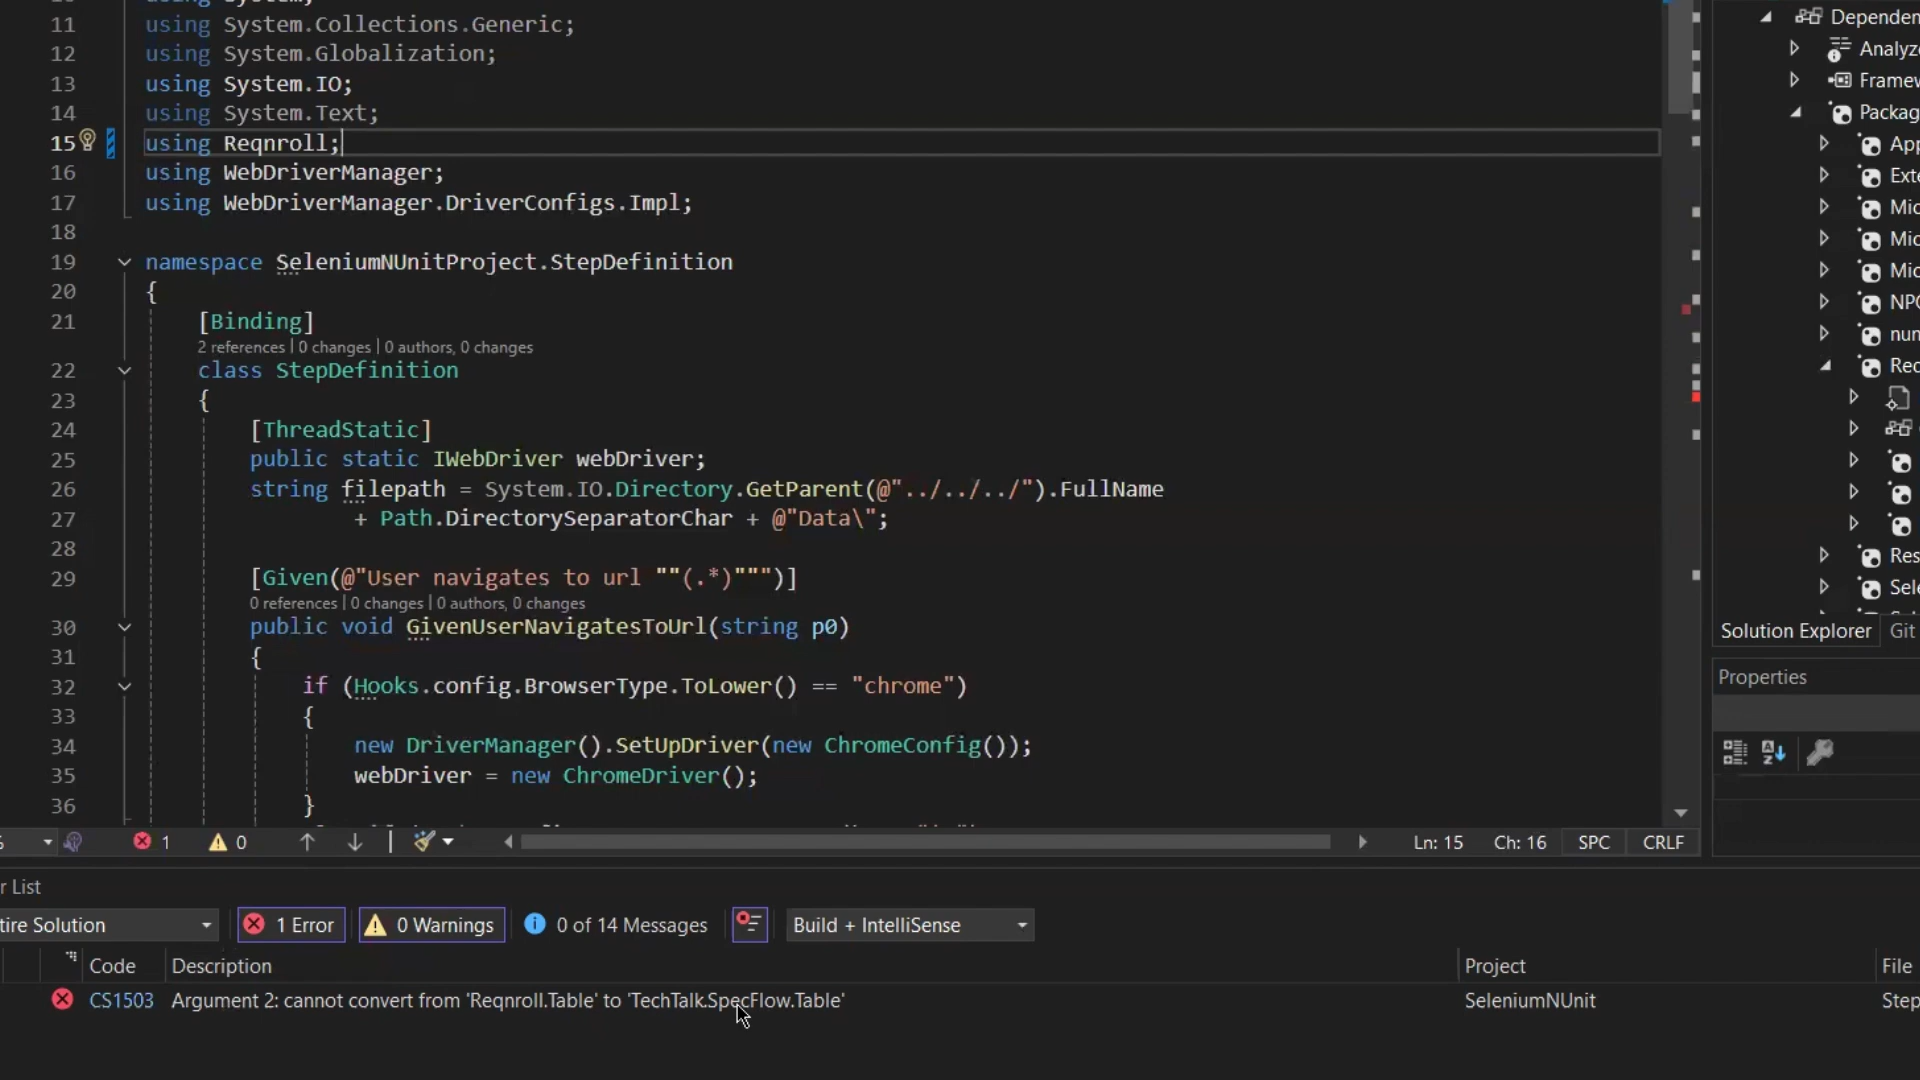 using System;
11 using System.Collections.Generic;
12 using System.Globalization;
13 using System.IO;
14 using System.Text;
15 using Reqnroll;
16 using WebDriverManager;
17 using WebDriverManager.DriverConfigs.Impl;
18
19 namespace SeleniumNUnitProject.StepDefinition
20 {
21 [Binding]
2 references | 0 changes | 0 authors, 0 changes
22 class StepDefinition
23 {
24 [ThreadStatic]
25 public static IWebDriver webDriver;
26 string filepath = System.IO.Directory.GetParent(@"../../../").FullName
27 + Path.DirectorySeparatorChar + @"Data\";
28
29 [Given(@"User navigates to url ""(.*)""")]
0 references | 0 changes | 0 authors, 0 changes
30 public void GivenUserNavigatesToUrl(string p0)
31 {
32 if (Hooks.config.BrowserType.ToLower() == "chrome")
33 {
34 new DriverManager().SetUpDriver(new ChromeConfig());
35 webDriver = new ChromeDriver();
36 }
1 0 Ln: 15 Ch: 16 SPC CRLF
r List
tire Solution 1 Error 0 Warnings 0 of 14 Messages Build + IntelliSense
Code Description Project File
CS1503 Argument 2: cannot convert from 'Reqnroll.Table' to 'TechTalk.SpecFlow.Table' SeleniumNUnit Step
Dependen
Analyze
Framew
Packag
App
Exte
Mic
Mic
Mic
NPO
nun
Rec
Res
Sele
Solution Explorer Git
Properties